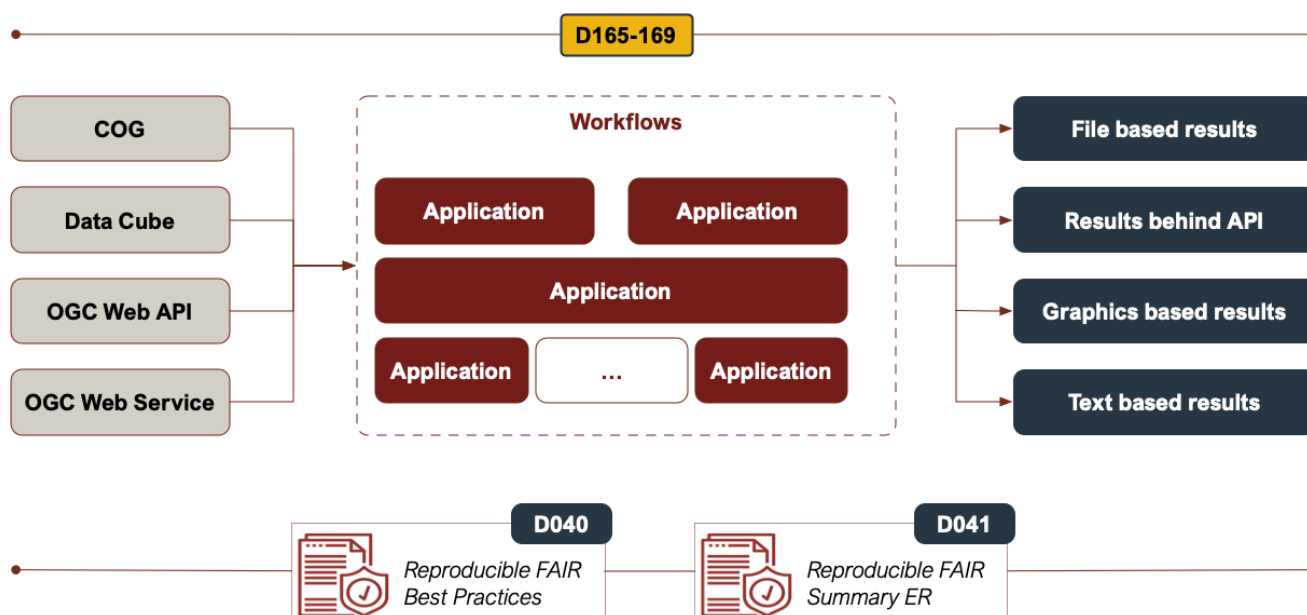 D165-169
COG
Data Cube
OGC Web API
OGC Web Service
Workflows
Application
Application
Application
Application
...
Application
File based results
Results behind API
Graphics based results
Text based results
D040
Reproducible FAIR
Best Practices
D041
Reproducible FAIR
Summary ER